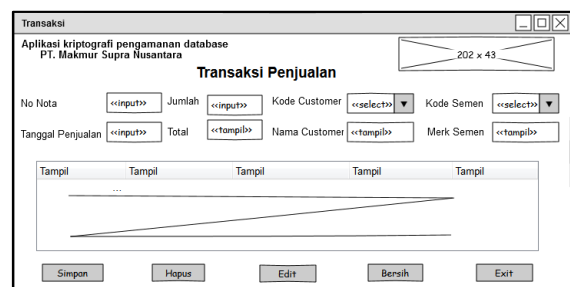 Transaksi
Aplikasi kriptografi pengamanan database
PT. Makmur Supra Nusantara
202 x 43
Transaksi Penjualan
No Nota <<input>> Jumlah <<input>> Kode Customer <<select>> ▼ Kode Semen <<select>> ▼
Tanggal Penjualan <<input>> Total <<tampil>> Nama Customer <<tampil>> Merk Semen <<tampil>>
Tampil Tampil Tampil Tampil Tampil
...
Simpan Hapus Edit Bersih Exit